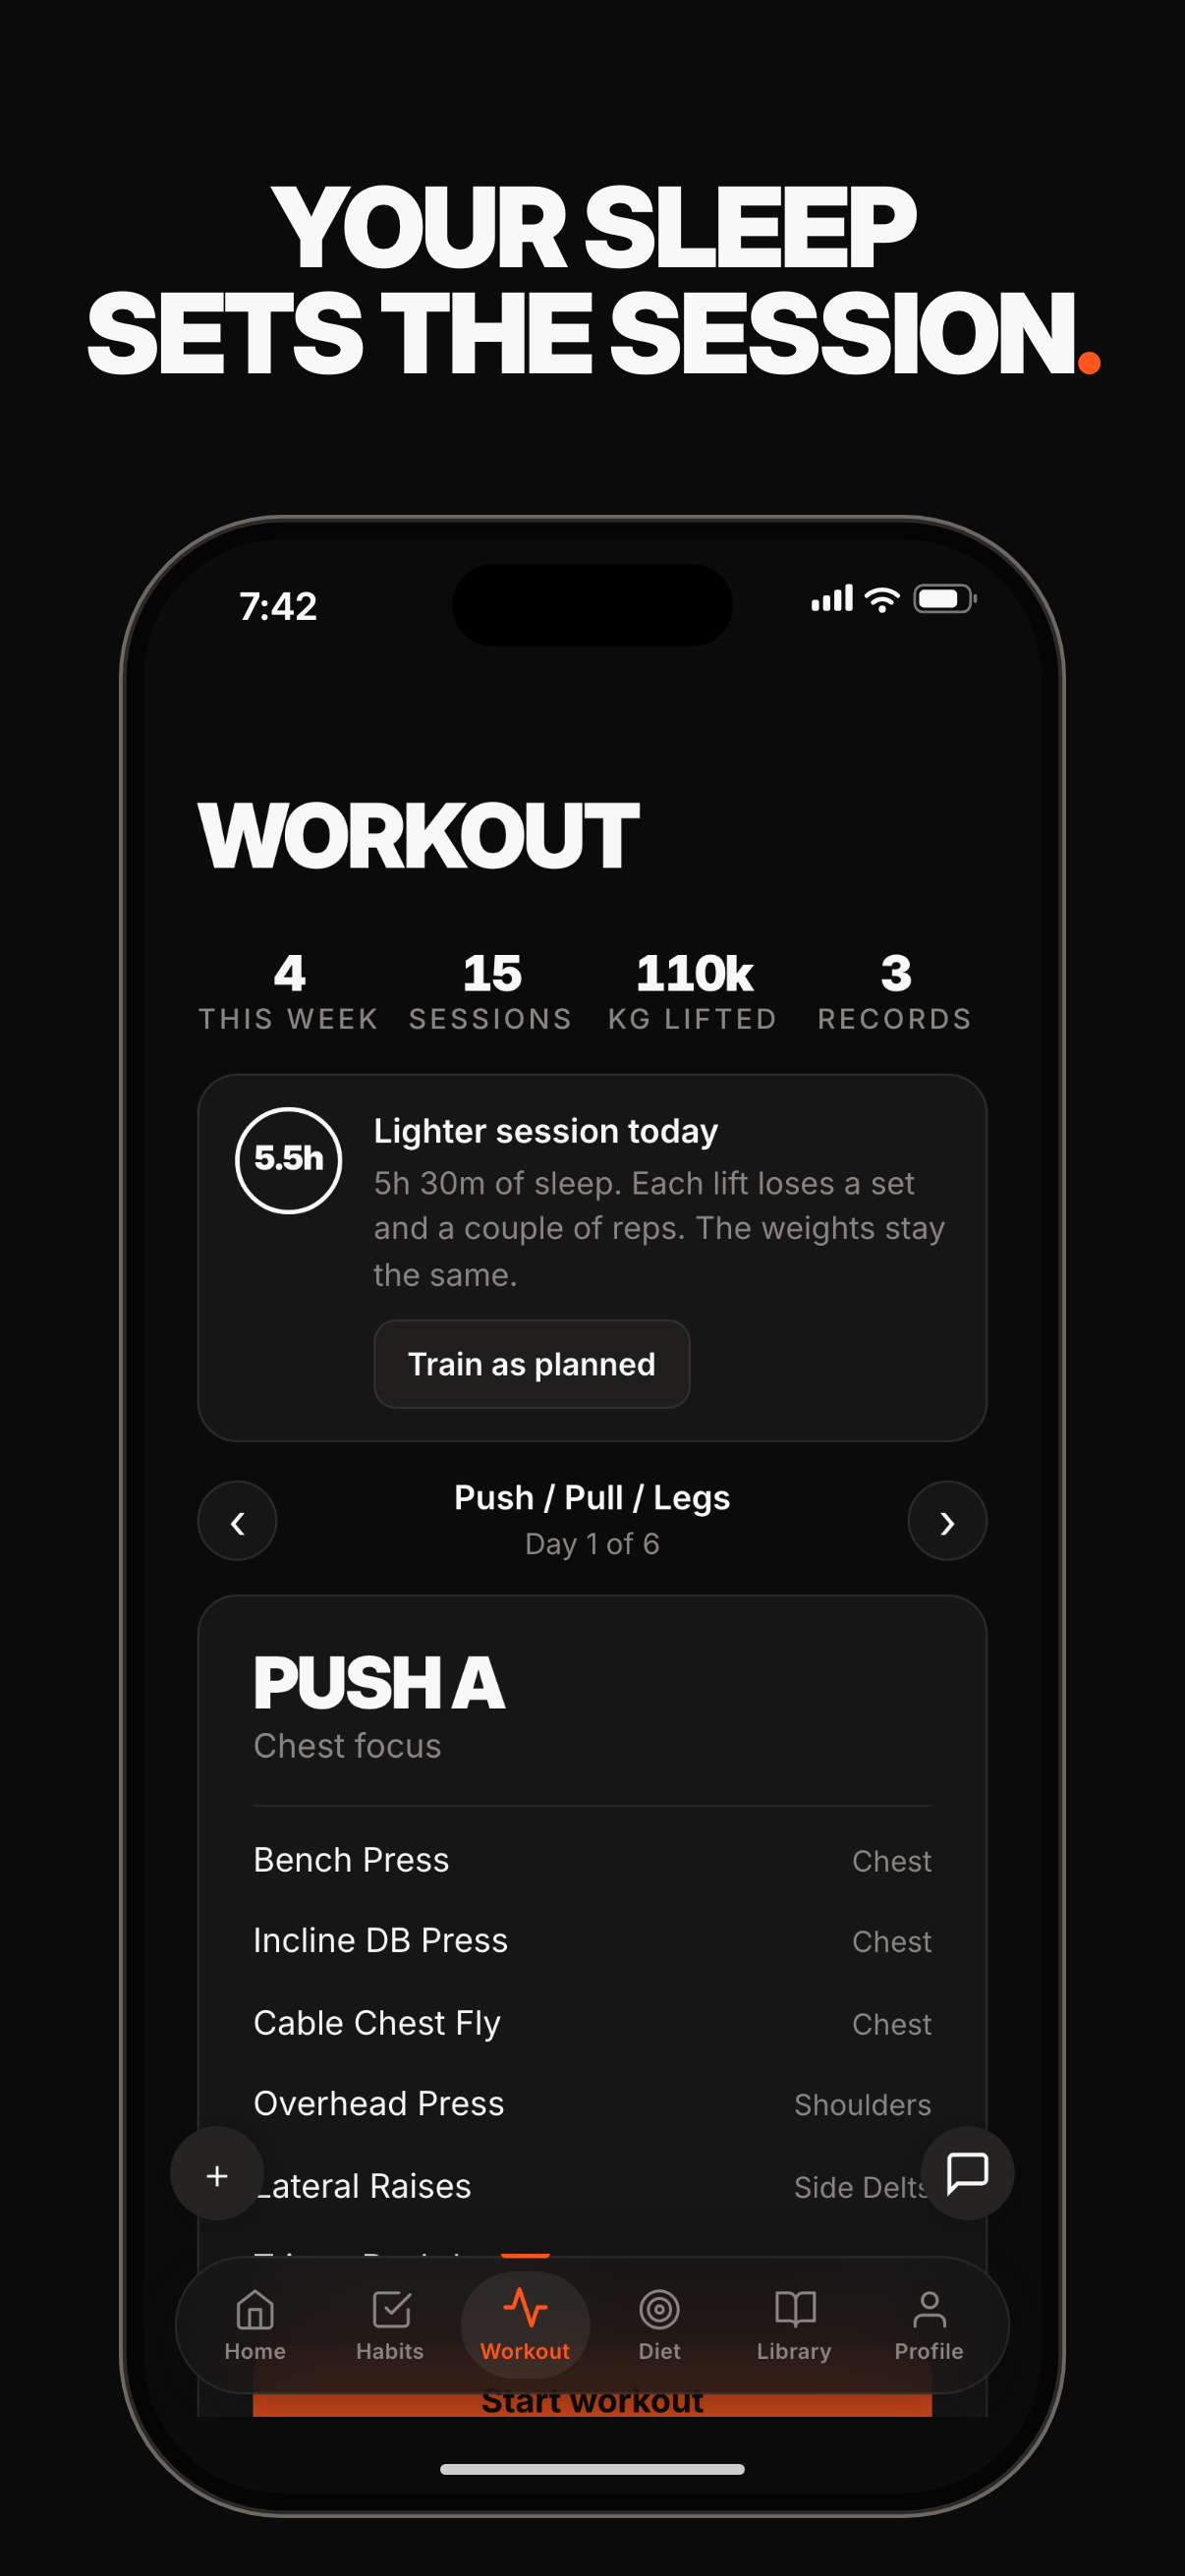 YOUR SLEEP
SETS THE SESSION.
7:42
WORKOUT
4 15 110k 3
THIS WEEK SESSIONS KG LIFTED RECORDS
5.5h
Lighter session today
5h 30m of sleep. Each lift loses a set
and a couple of reps. The weights stay
the same.
Train as planned
‹ Push / Pull / Legs ›
Day 1 of 6
PUSH A
Chest focus
Bench Press Chest
Incline DB Press Chest
Cable Chest Fly Chest
Overhead Press Shoulders
+ Lateral Raises Side Delts
Home Habits Workout Diet Library Profile
Start workout